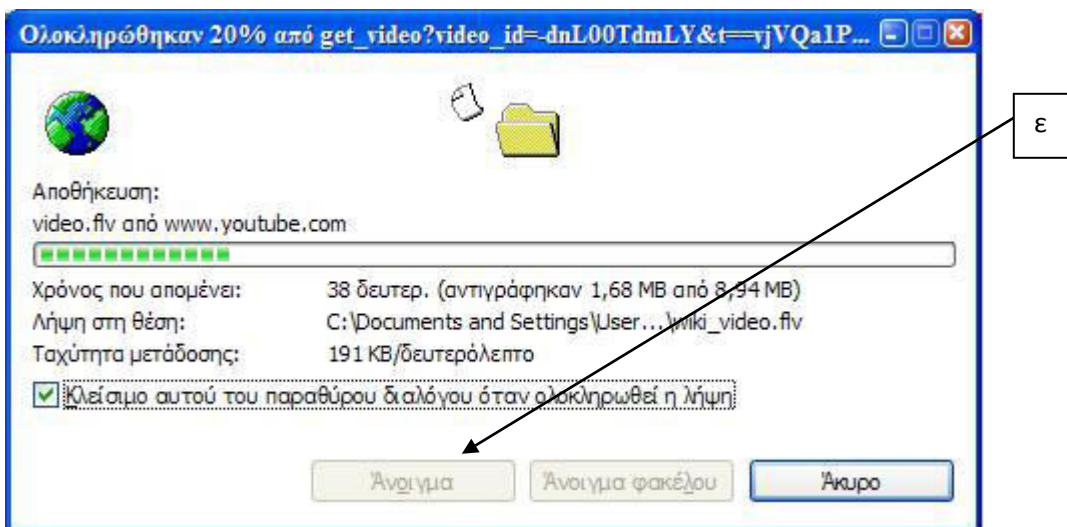 Ολοκληρώθηκαν 20% από get_video?video_id=-dnL00TdmLY&t==vjVQa1P...
ε
Αποθήκευση:
video.flv από www.youtube.com
Χρόνος που απομένει: 38 δευτερ. (αντιγράφηκαν 1,68 MB από 8,94 MB)
Λήψη στη θέση: C:\Documents and Settings\User...\wiki_video.flv
Ταχύτητα μετάδοσης: 191 KB/δευτερόλεπτο
Κλείσιμο αυτού του παραθύρου διαλόγου όταν ολοκληρωθεί η λήψη
Άνοιγμα Άνοιγμα φακέλου Άκυρο